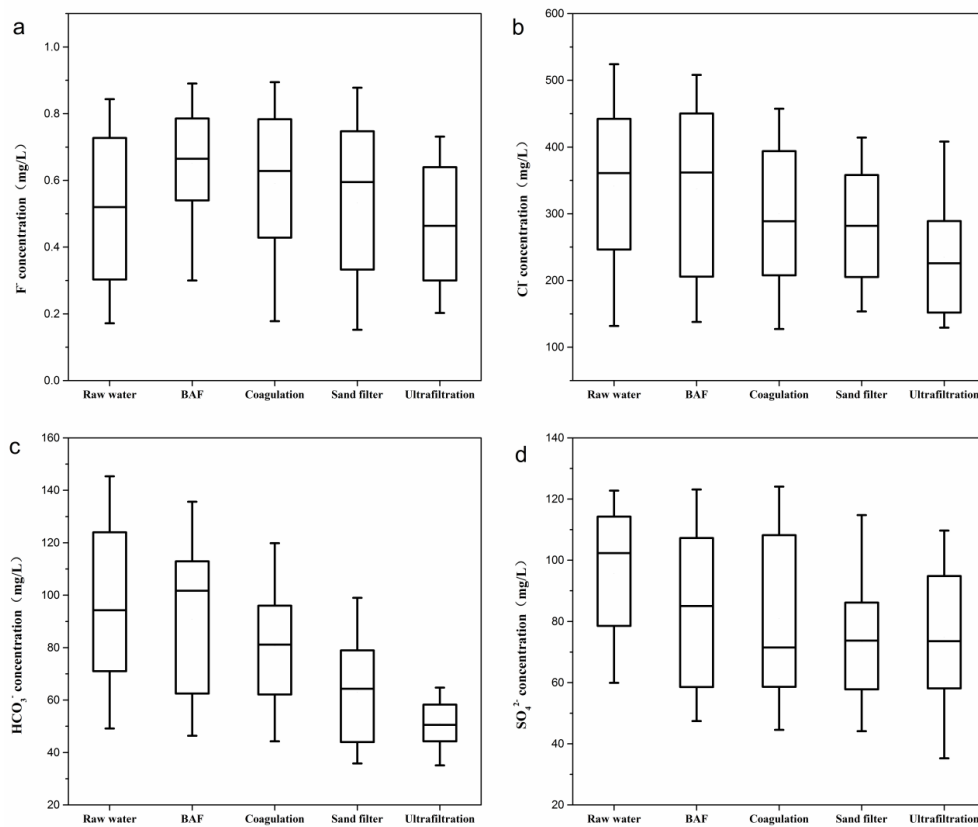 a
F⁻ concentration（mg/L）
1.0
0.8
0.6
0.4
0.2
0.0
Raw water BAF Coagulation Sand filter Ultrafiltration
b
Cl⁻ concentration（mg/L）
600
500
400
300
200
100
Raw water BAF Coagulation Sand filter Ultrafiltration
c
HCO₃⁻ concentration（mg/L）
160
140
120
100
80
60
40
20
Raw water BAF Coagulation Sand filter Ultrafiltration
d
SO₄²⁻ concentration（mg/L）
140
120
100
80
60
40
20
Raw water BAF Coagulation Sand filter Ultrafiltration